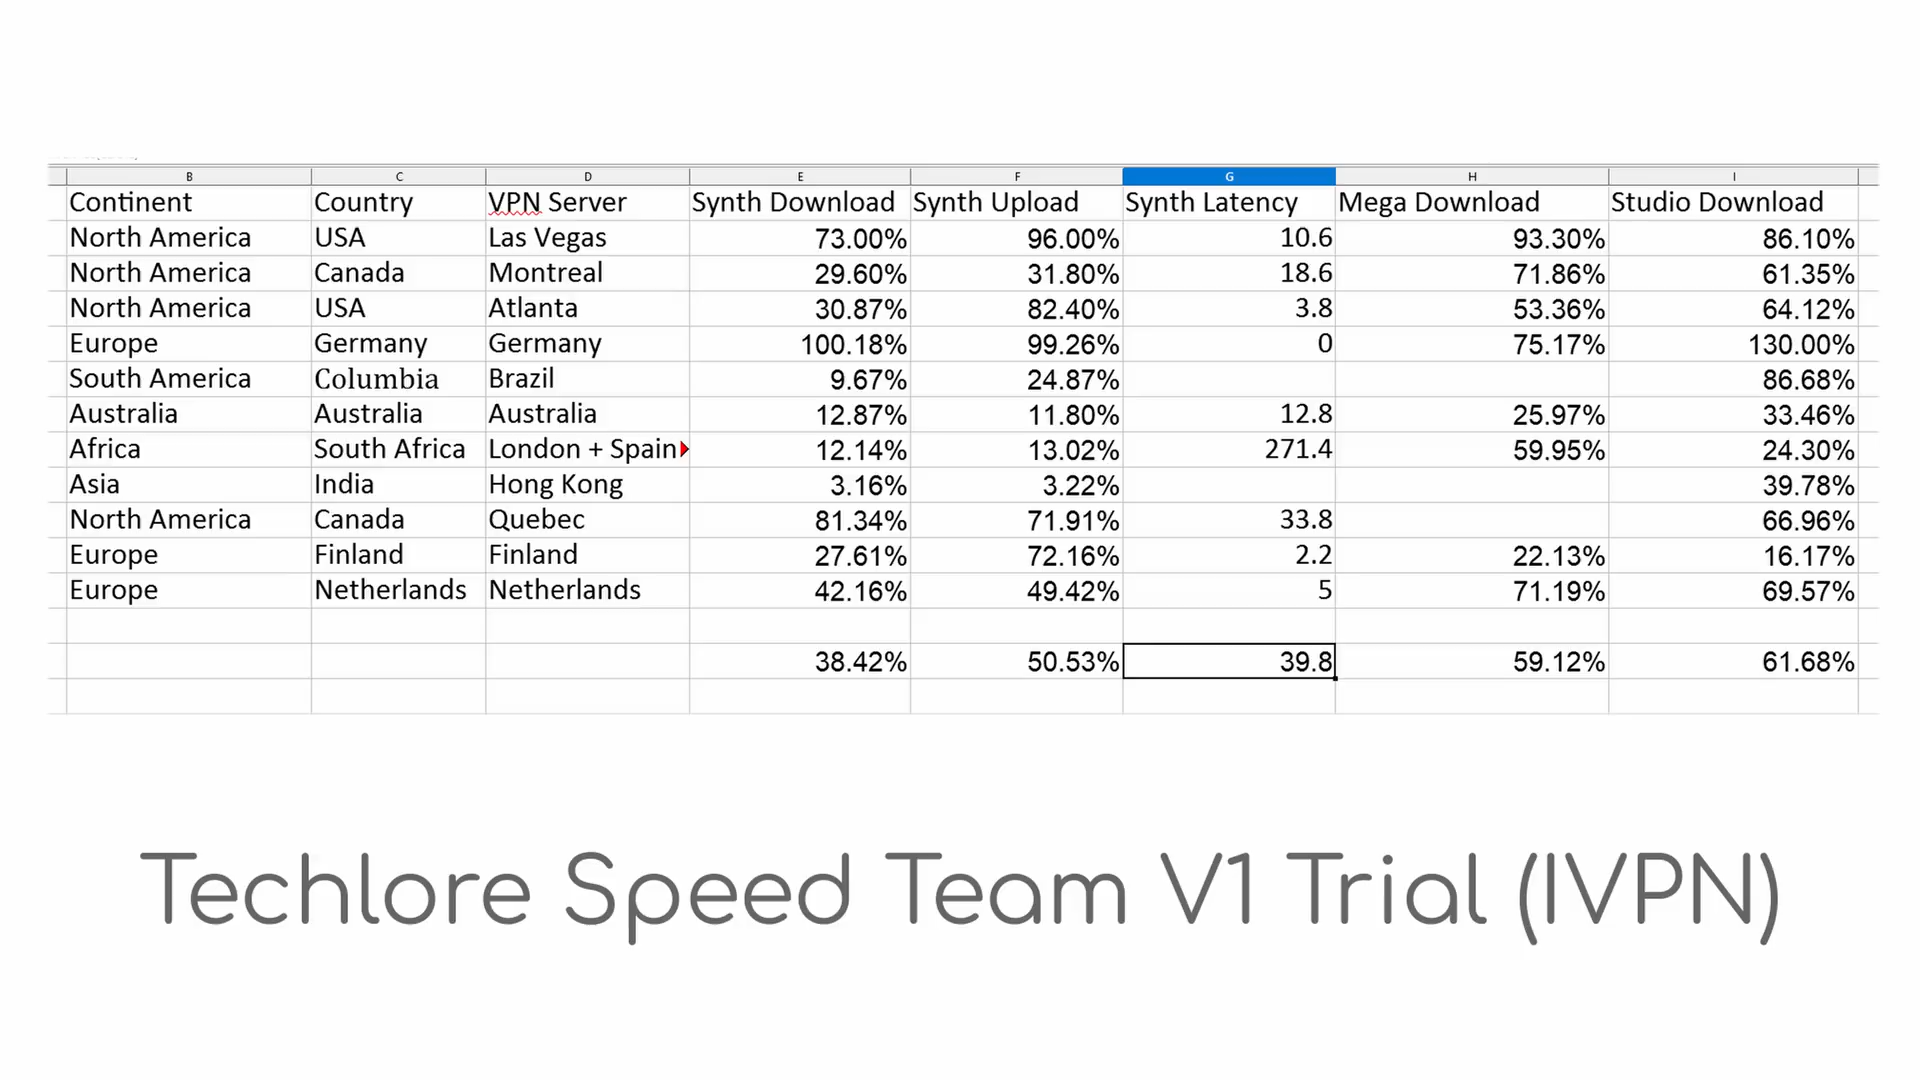 B C D E F G H I
Continent Country VPN Server Synth Download Synth Upload Synth Latency Mega Download Studio Download
North America USA Las Vegas 73.00% 96.00% 10.6 93.30% 86.10%
North America Canada Montreal 29.60% 31.80% 18.6 71.86% 61.35%
North America USA Atlanta 30.87% 82.40% 3.8 53.36% 64.12%
Europe Germany Germany 100.18% 99.26% 0 75.17% 130.00%
South America Columbia Brazil 9.67% 24.87% 86.68%
Australia Australia Australia 12.87% 11.80% 12.8 25.97% 33.46%
Africa South Africa London + Spain 12.14% 13.02% 271.4 59.95% 24.30%
Asia India Hong Kong 3.16% 3.22% 39.78%
North America Canada Quebec 81.34% 71.91% 33.8 66.96%
Europe Finland Finland 27.61% 72.16% 2.2 22.13% 16.17%
Europe Netherlands Netherlands 42.16% 49.42% 5 71.19% 69.57%
38.42% 50.53% 39.8 59.12% 61.68%
Techlore Speed Team V1 Trial (IVPN)